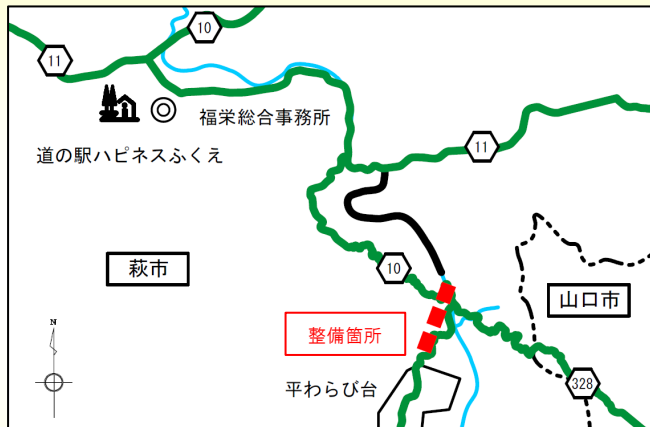 10
11
福栄総合事務所
道の駅ハピネスふくえ
11
萩市
10
山口市
N
整備箇所
平わらび台
328